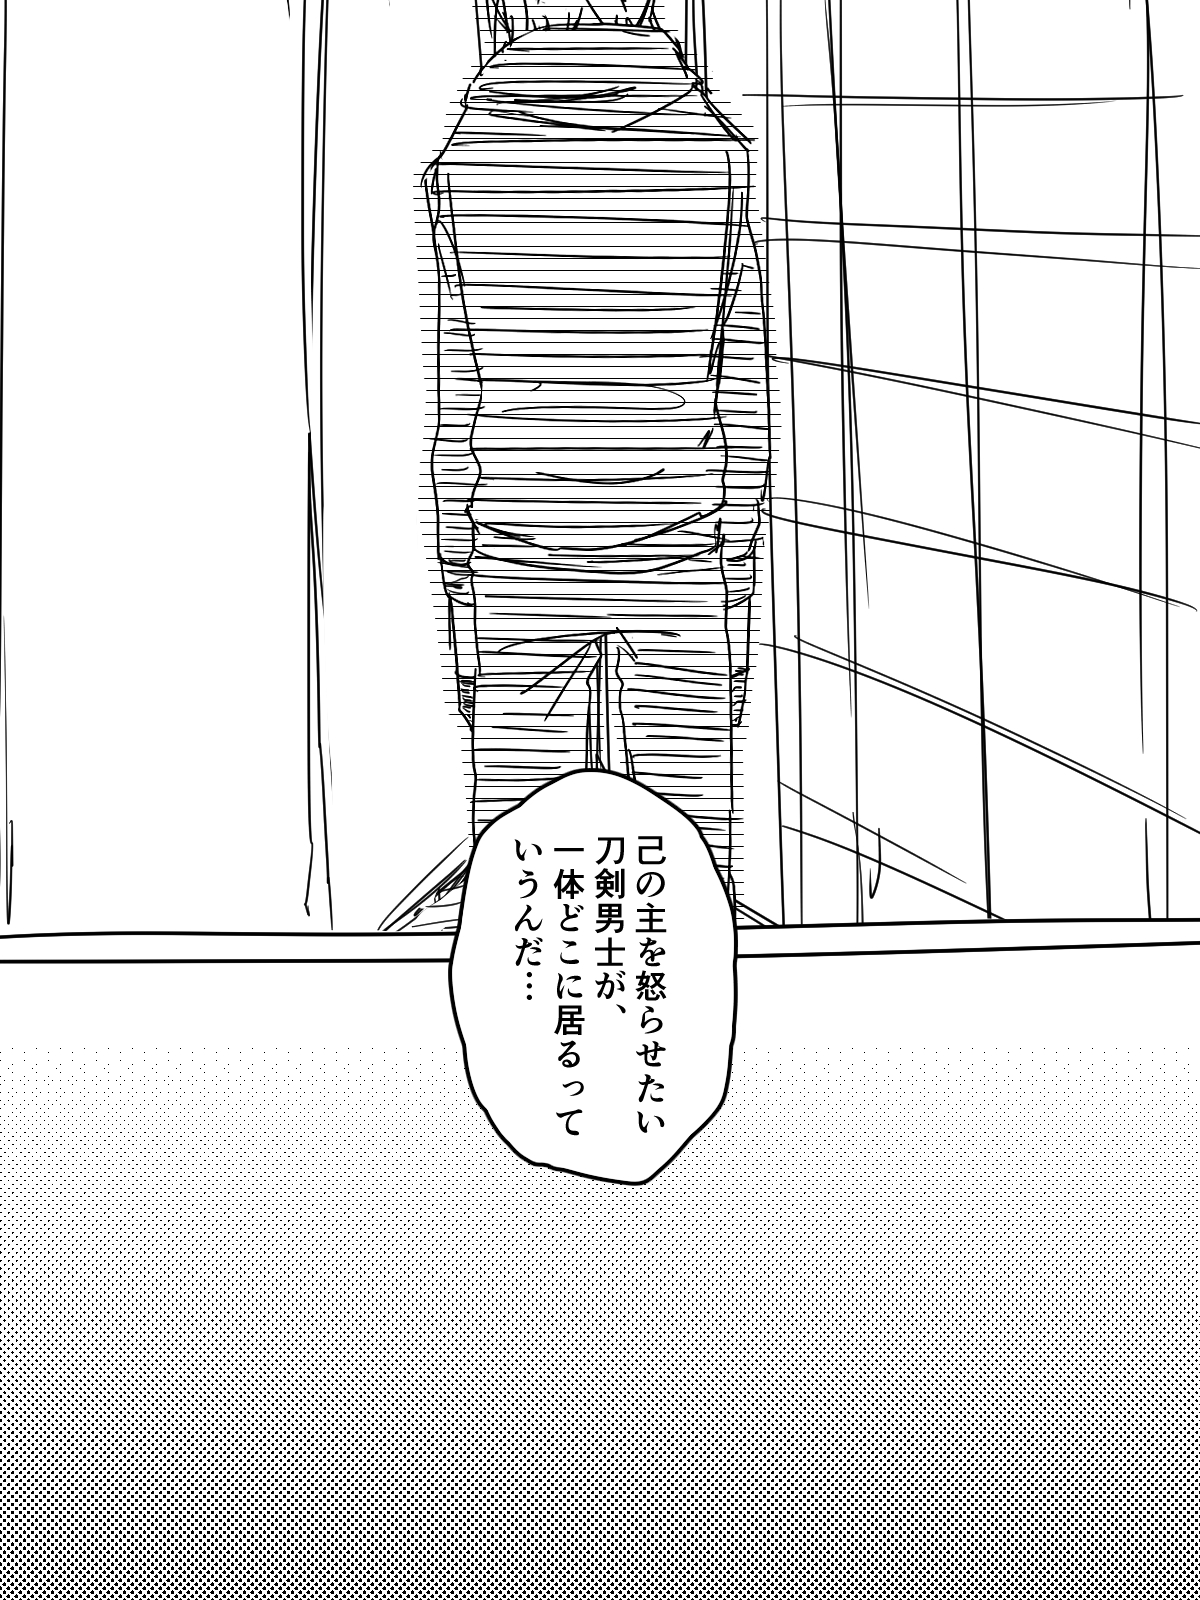 己の主を怒らせたい
刀剣男士が、
一体どこに居るって
いうんだ…